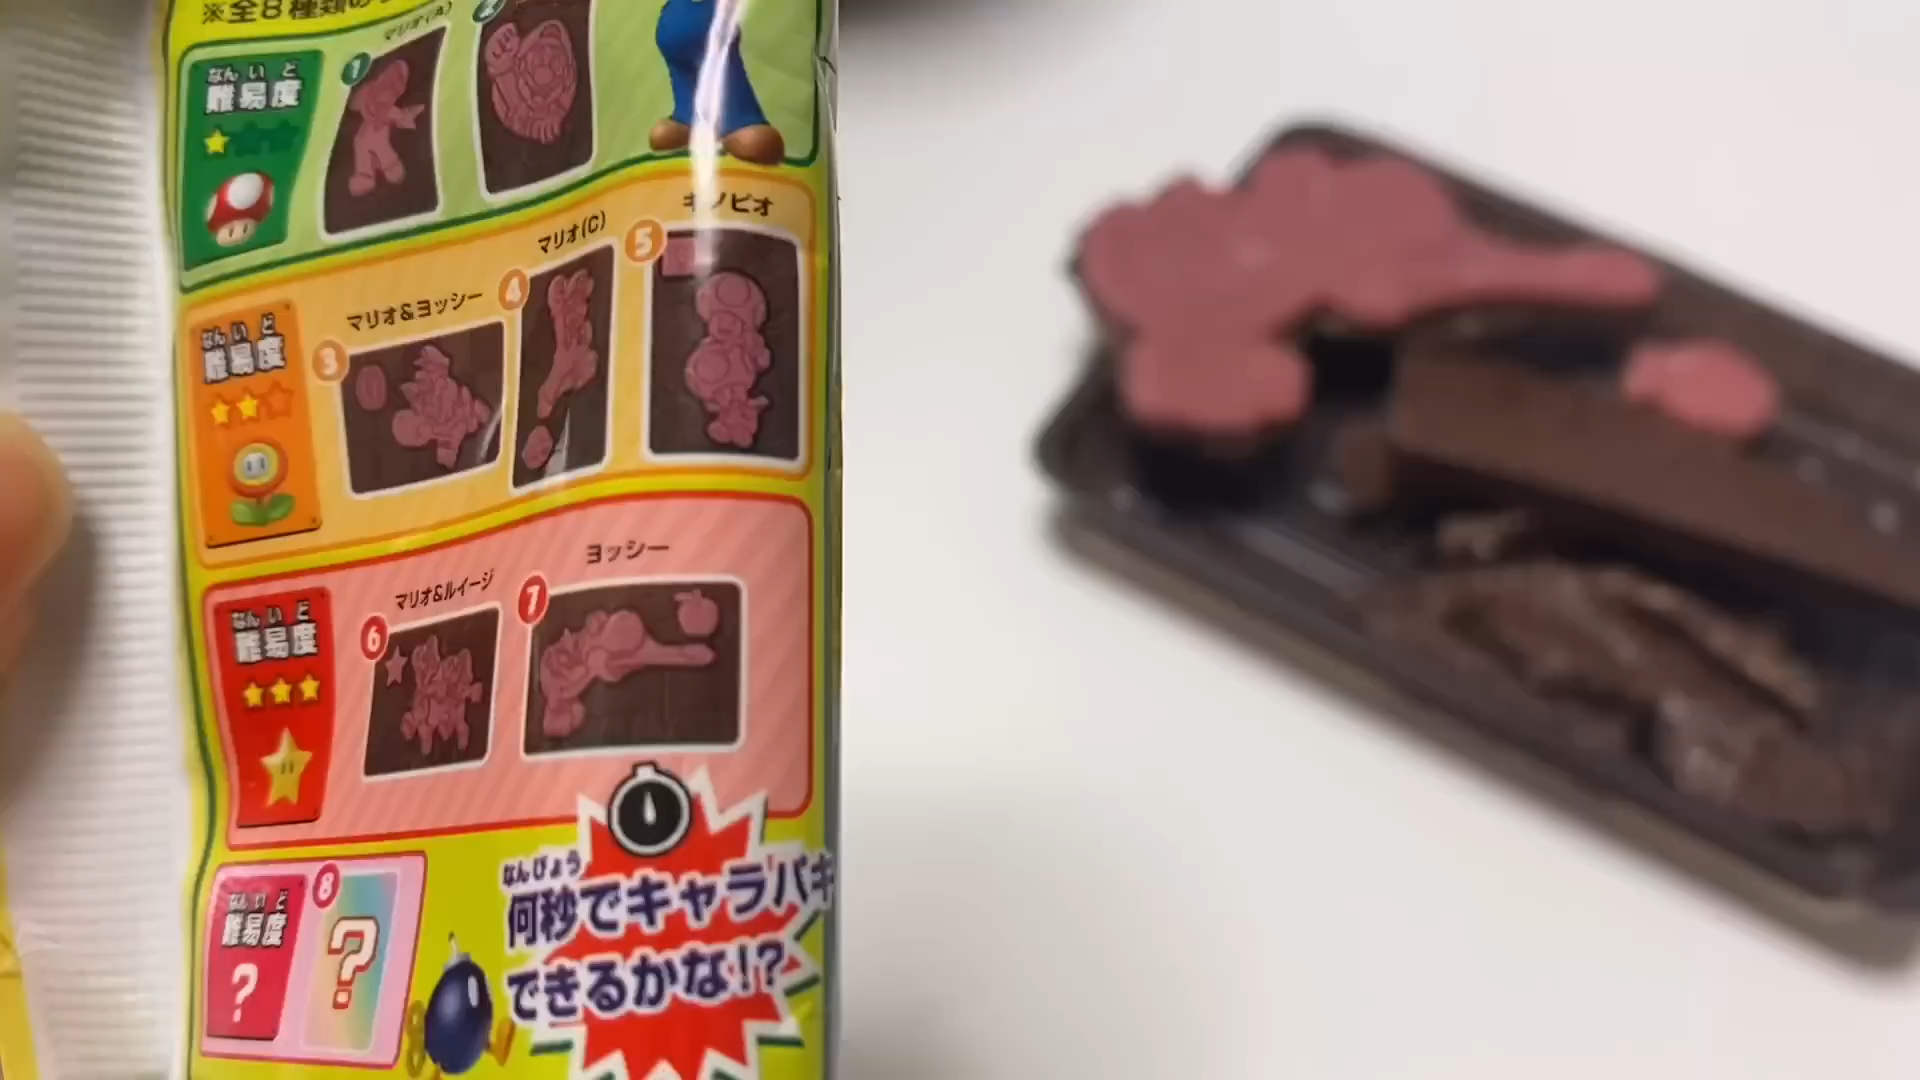 ※全8種類の
マリオ(A)
1
2
なんいど
難易度
キノピオ
マリオ(C)
5
マリオ&ヨッシー
4
3
なんいど
難易度
ヨッシー
マリオ&ルイージ
7
6
なんいど
難易度
8
なんいど
難易度
?
?
なんびょう
何秒でキャラパキ
できるかな!?